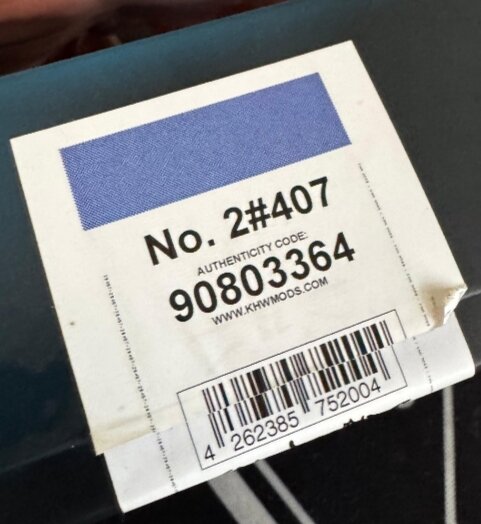 No. 2#407
AUTHENTICITY CODE:
90803364
WWW.KHWMODS.COM
4 262385 752004